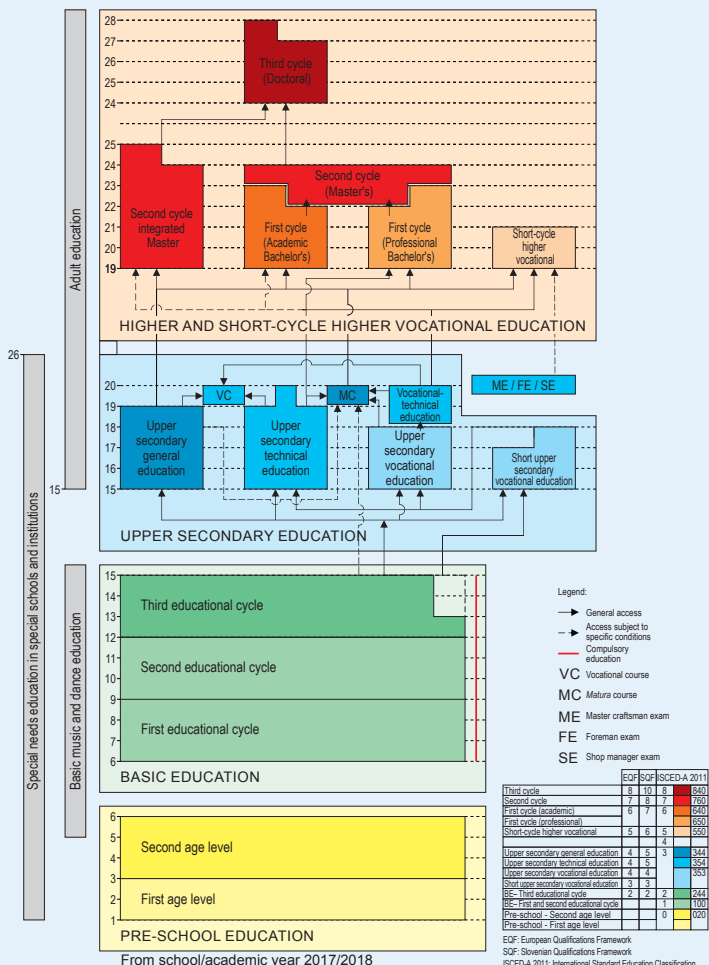 28
27
26
25
24
Third cycle
(Doctoral)
25
24
23
22
21
20
19
Second cycle
integrated
Master
Second cycle
(Master's)
First cycle
(Academic
Bachelor's)
First cycle
(Professional
Bachelor's)
Short-cycle
higher
vocational
HIGHER AND SHORT-CYCLE HIGHER VOCATIONAL EDUCATION
Adult education
26
15
20
19
18
17
16
15
VC
MC
Vocational-
technical
education
ME / FE / SE
Upper
secondary
general
education
Upper
secondary
technical
education
Upper
secondary
vocational
education
Short upper
secondary
vocational education
UPPER SECONDARY EDUCATION
Special needs education in special schools and institutions
Basic music and dance education
15
14
13
12
11
10
9
8
7
6
Third educational cycle
Second educational cycle
First educational cycle
BASIC EDUCATION
6
5
4
3
2
1
Second age level
First age level
PRE-SCHOOL EDUCATION
From school/academic year 2017/2018
Legend:
General access
Access subject to
specific conditions
Compulsory
education
VC Vocational course
MC Matura course
ME Master craftsman exam
FE Foreman exam
SE Shop manager exam
EQF SQF ISCED-A 2011
Third cycle 8 10 8 840
Second cycle 7 8 7 760
First cycle (academic) 6 7 6 640
First cycle (professional) 650
Short-cycle higher vocational 5 6 5 550
4
Upper secondary general education 4 5 3 344
Upper secondary technical education 4 5 354
Upper secondary vocational education 4 4 353
Short upper secondary vocational education 3 3
BE– Third educational cycle 2 2 2 244
BE– First and second educational cycle 1 100
Pre-school - Second age level 0 020
Pre-school - First age level
EQF: European Qualifications Framework
SQF: Slovenian Qualifications Framework
ISCED-A 2011: International Standard Education Classification